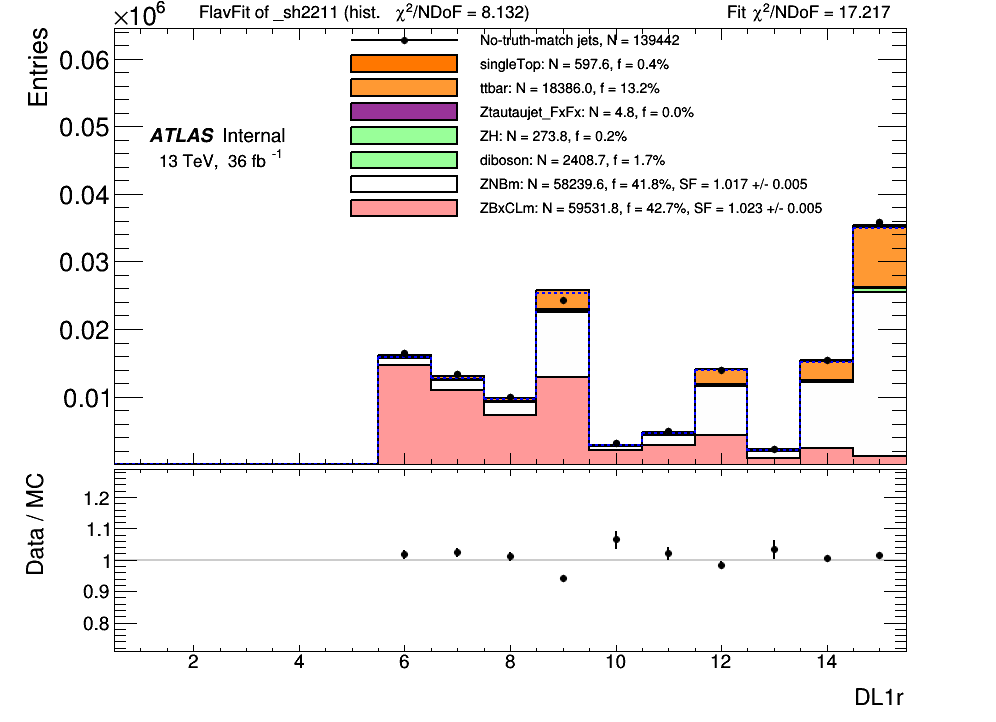 ×10⁶ FlavFit of _sh2211 (hist. χ²/NDoF = 8.132) Fit χ²/NDoF = 17.217
Entries
0.06
0.05
0.04
0.03
0.02
0.01
ATLAS Internal
13 TeV, 36 fb⁻¹
No-truth-match jets, N = 139442
singleTop: N = 597.6, f = 0.4%
ttbar: N = 18386.0, f = 13.2%
Ztautaujet_FxFx: N = 4.8, f = 0.0%
ZH: N = 273.8, f = 0.2%
diboson: N = 2408.7, f = 1.7%
ZNBm: N = 58239.6, f = 41.8%, SF = 1.017 +/- 0.005
ZBxCLm: N = 59531.8, f = 42.7%, SF = 1.023 +/- 0.005
Data / MC
1.2
1.1
1
0.9
0.8
2 4 6 8 10 12 14
DL1r